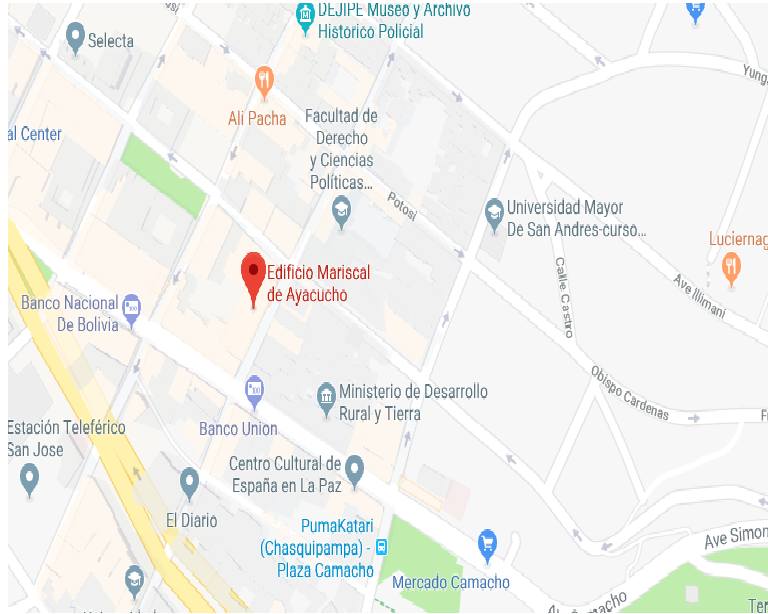 DEJIPE Museo y Archivo
Histórico Policial
Selecta
Yung
Ali Pacha
Facultad de
Derecho
y Ciencias
Políticas...
al Center
Potosi
Universidad Mayor
De San Andres-curso...
Luciernag
Edificio Mariscal
de Ayacucho
Calle Castro
Ave Illimani
Banco Nacional
De Bolivia
Obispo Cardenas
Ministerio de Desarrollo
Rural y Tierra
Banco Union
Estación Teleférico
San Jose
Centro Cultural de
España en La Paz
El Diario
PumaKatari
(Chasquipampa) -
Plaza Camacho
Ave Simon
Mercado Camacho
Ter